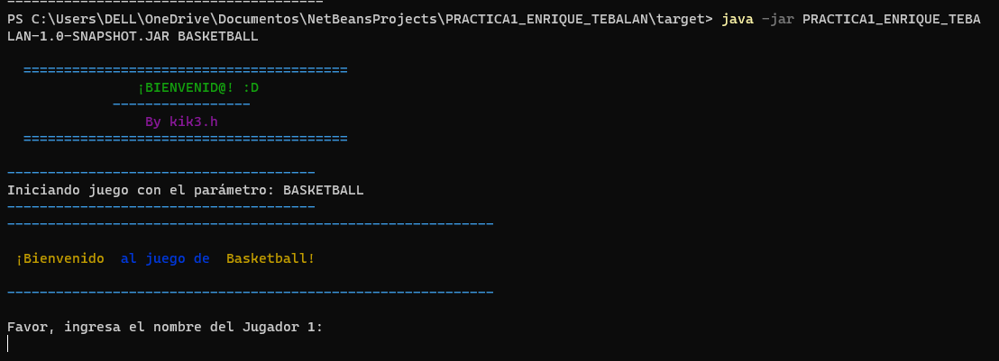 ----------------------------------------
PS C:\Users\DELL\OneDrive\Documentos\NetBeansProjects\PRACTICA1_ENRIQUE_TEBALAN\target> java -jar PRACTICA1_ENRIQUE_TEBA
LAN-1.0-SNAPSHOT.JAR BASKETBALL
========================================
¡BIENVENID@! :D
-----------------
By kik3.h
========================================
--------------------------------------
Iniciando juego con el parámetro: BASKETBALL
--------------------------------------
------------------------------------------------------------
¡Bienvenido  al juego de  Basketball!
------------------------------------------------------------
Favor, ingresa el nombre del Jugador 1: